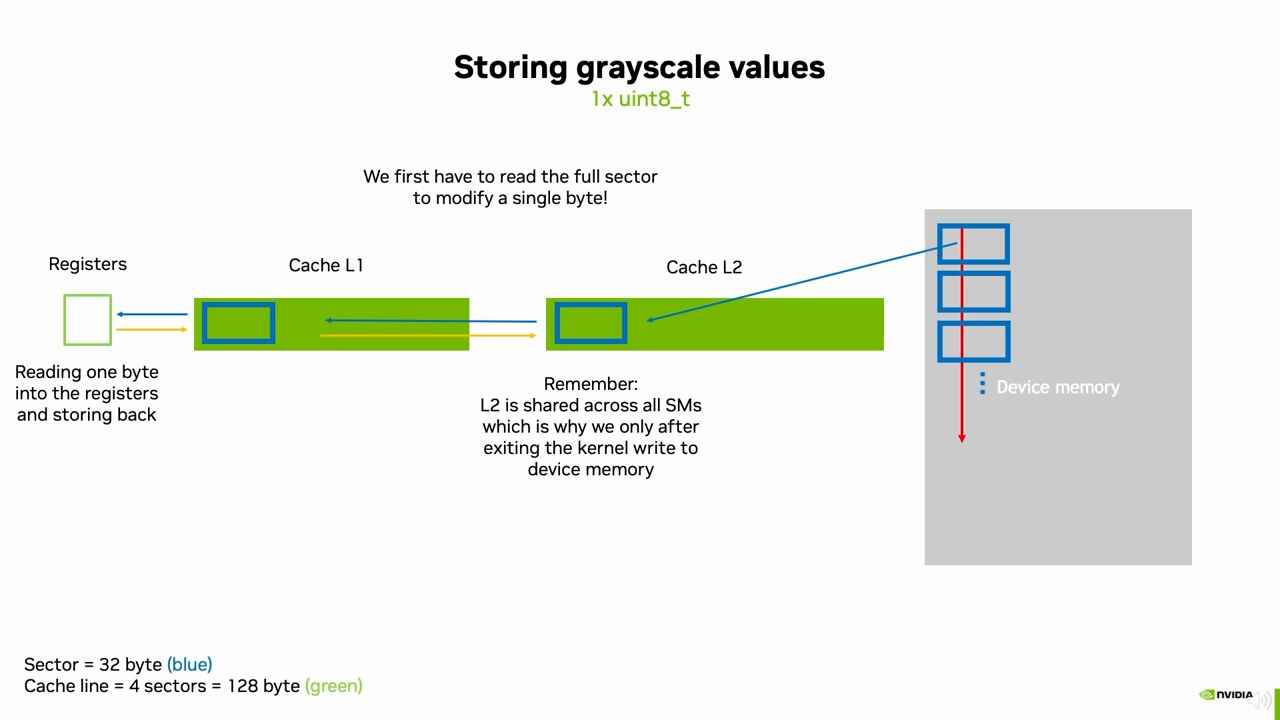 Storing grayscale values
1x uint8_t
We first have to read the full sector
to modify a single byte!
Registers
Cache L1
Cache L2
Reading one byte
into the registers
and storing back
Remember:
L2 is shared across all SMs
which is why we only after
exiting the kernel write to
device memory
Device memory
Sector = 32 byte (blue)
Cache line = 4 sectors = 128 byte (green)
NVIDIA